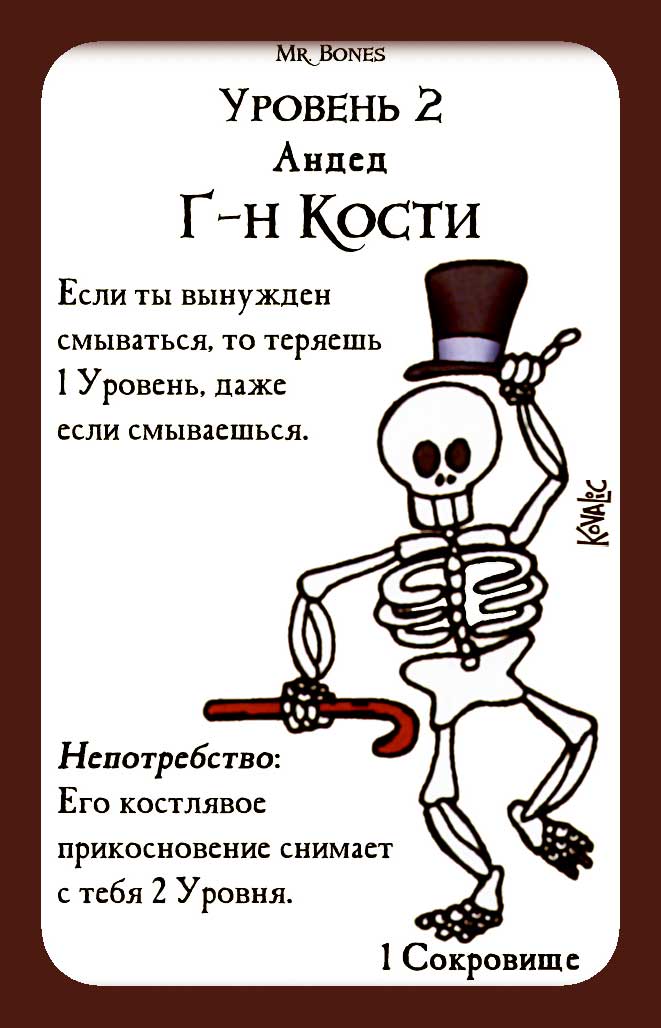 Mr. Bones
Уровень 2
Андед
Г-н Кости
Если ты вынужден
смываться, то теряешь
1 Уровень, даже
если смываешься.
Kovalic
Непотребство:
Его костлявое
прикосновение снимает
с тебя 2 Уровня.
1 Сокровище